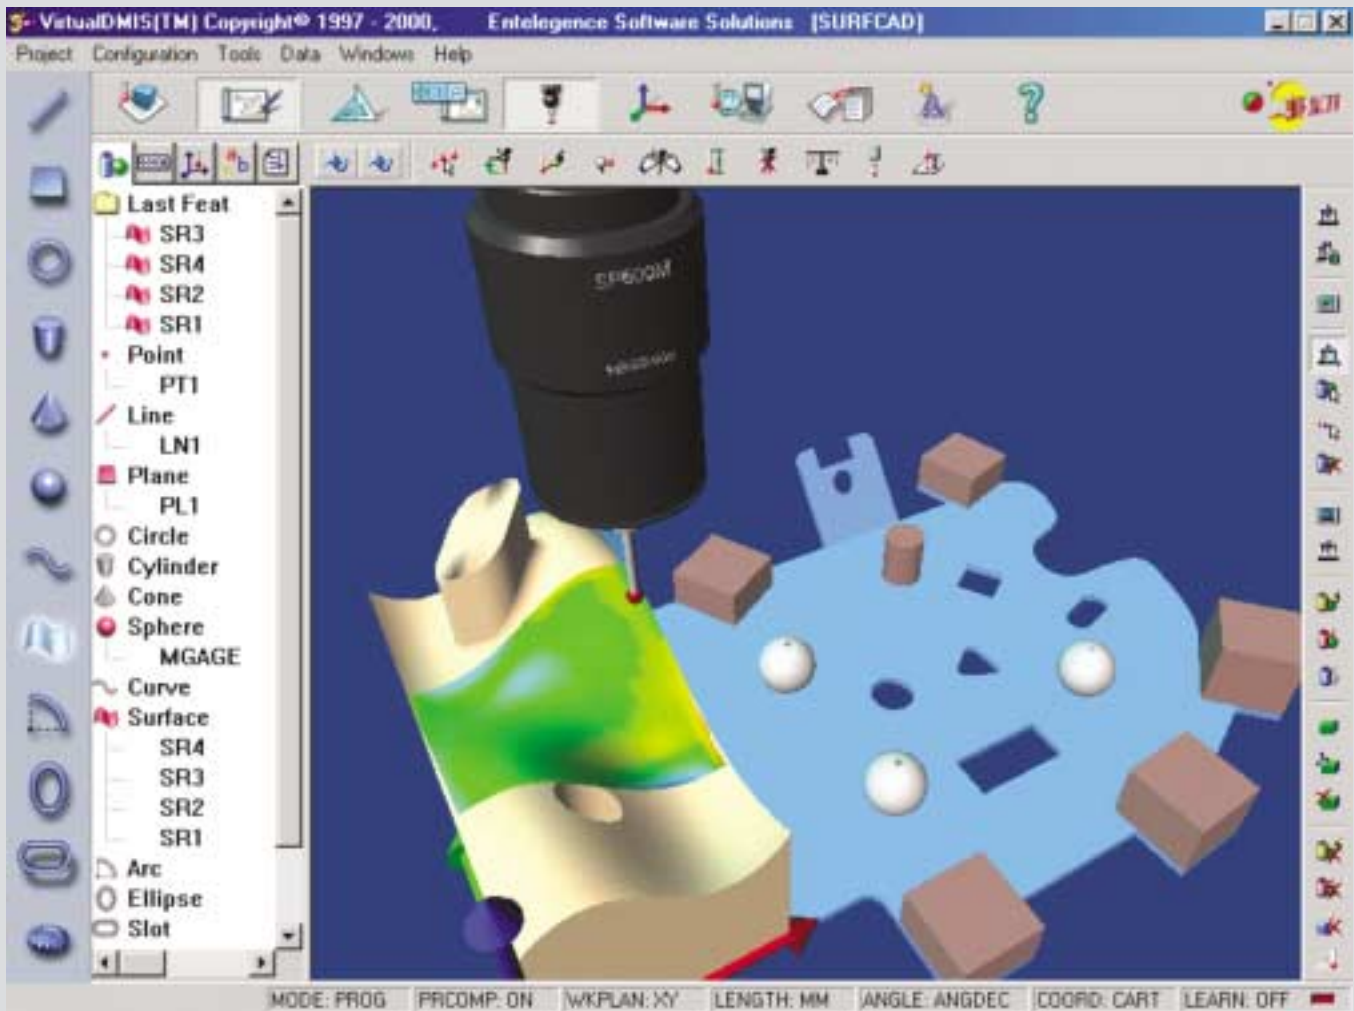 VirtualDMIS(TM) Copyright© 1997 - 2000, Entelegence Software Solutions [SURFCAD]
Project Configuration Tools Data Windows Help
Last Feat
SR3
SR4
SR2
SR1
Point
PT1
Line
LN1
Plane
PL1
Circle
Cylinder
Cone
Sphere
MGAGE
Curve
Surface
SR4
SR3
SR2
SR1
Arc
Ellipse
Slot
SP600M
MODE: PROG PRCOMP: ON WKPLAN: XY LENGTH: MM ANGLE: ANGDEC COORD: CART LEARN: OFF